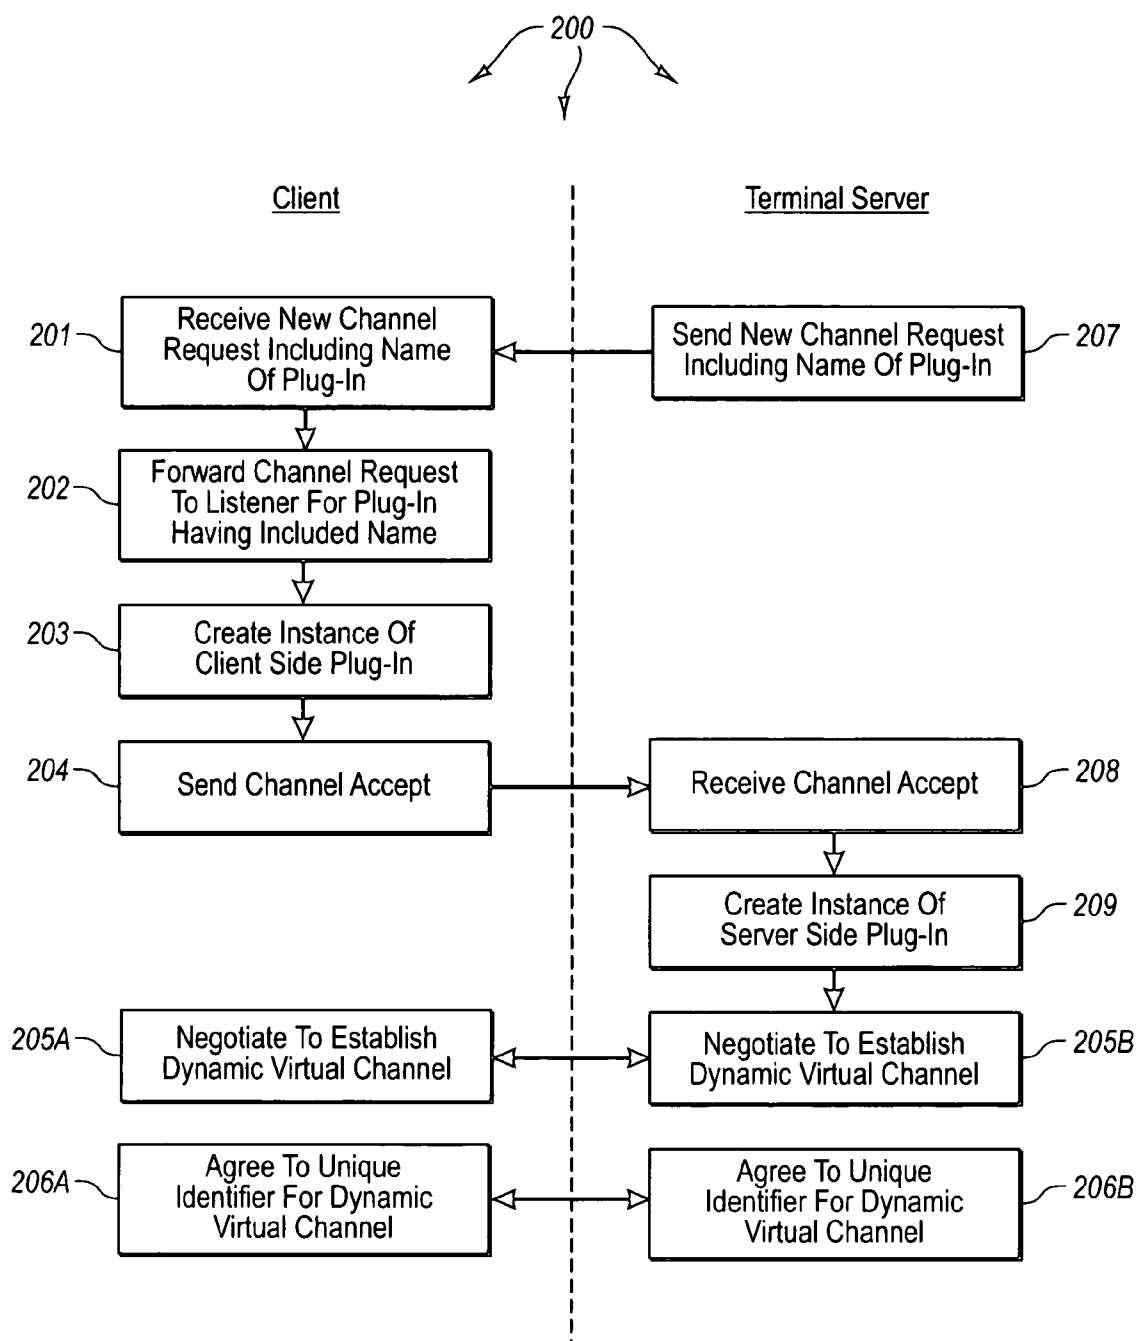 200
Client
Terminal Server
201
Receive New Channel
Request Including Name
Of Plug-In
Send New Channel Request
Including Name Of Plug-In
207
202
Forward Channel Request
To Listener For Plug-In
Having Included Name
203
Create Instance Of
Client Side Plug-In
204
Send Channel Accept
Receive Channel Accept
208
Create Instance Of
Server Side Plug-In
209
205A
Negotiate To Establish
Dynamic Virtual Channel
Negotiate To Establish
Dynamic Virtual Channel
205B
206A
Agree To Unique
Identifier For Dynamic
Virtual Channel
Agree To Unique
Identifier For Dynamic
Virtual Channel
206B